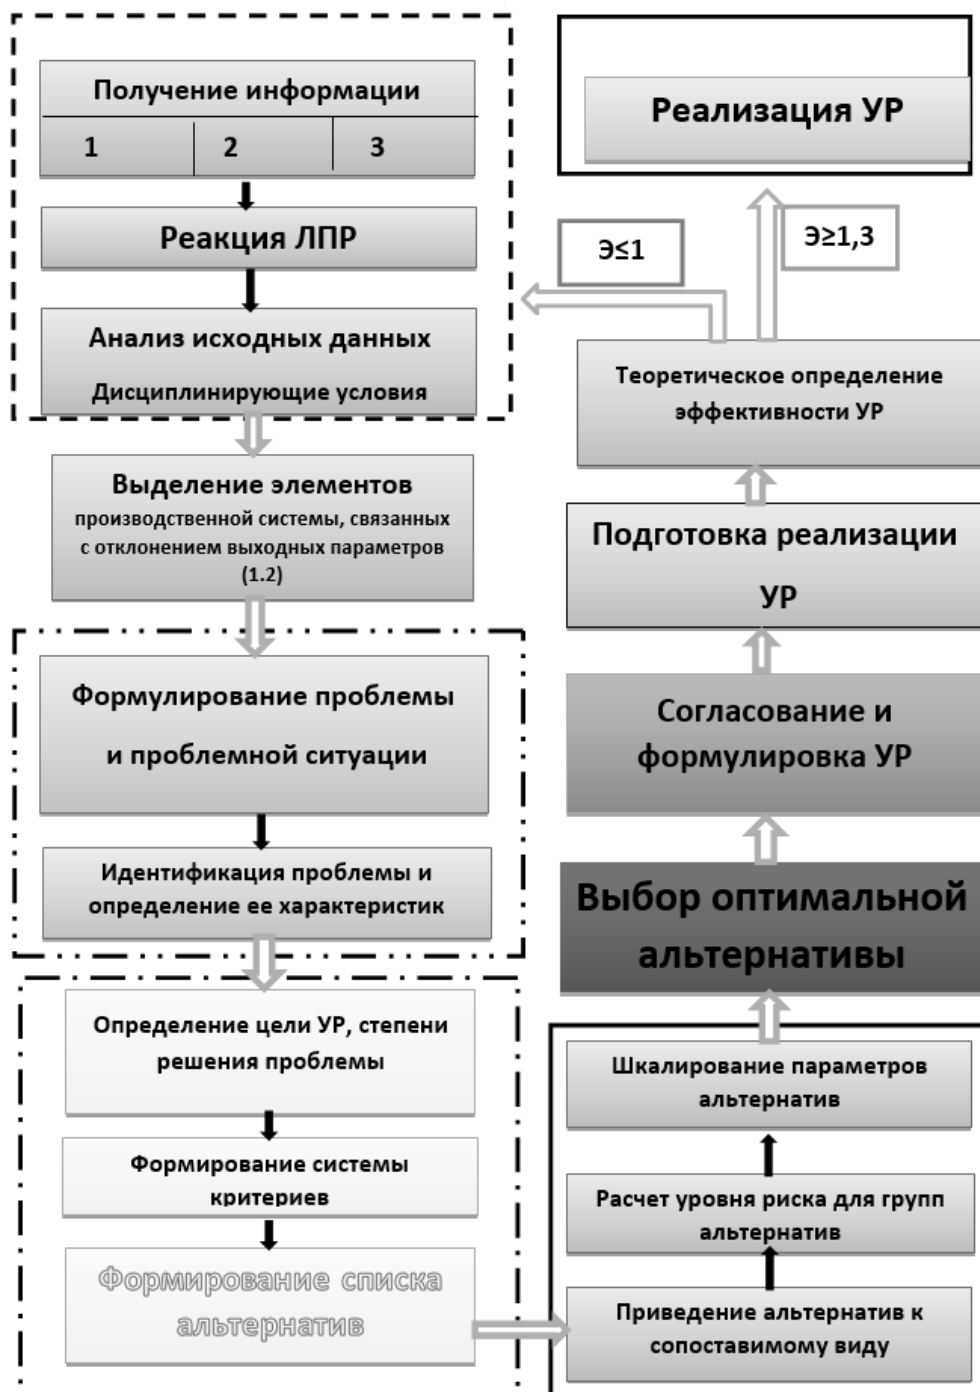 Получение информации
1 2 3
Реакция ЛПР
Анализ исходных данных
Дисциплинирующие условия
Выделение элементов
производственной системы, связанных
с отклонением выходных параметров
(1.2)
Формулирование проблемы
и проблемной ситуации
Идентификация проблемы и
определение ее характеристик
Определение цели УР, степени
решения проблемы
Формирование системы
критериев
Формирование списка
альтернатив
Приведение альтернатив к
сопоставимому виду
Расчет уровня риска для групп
альтернатив
Шкалирование параметров
альтернатив
Выбор оптимальной
альтернативы
Согласование и
формулировка УР
Подготовка реализации
УР
Теоретическое определение
эффективности УР
Э≤1
Э≥1,3
Реализация УР